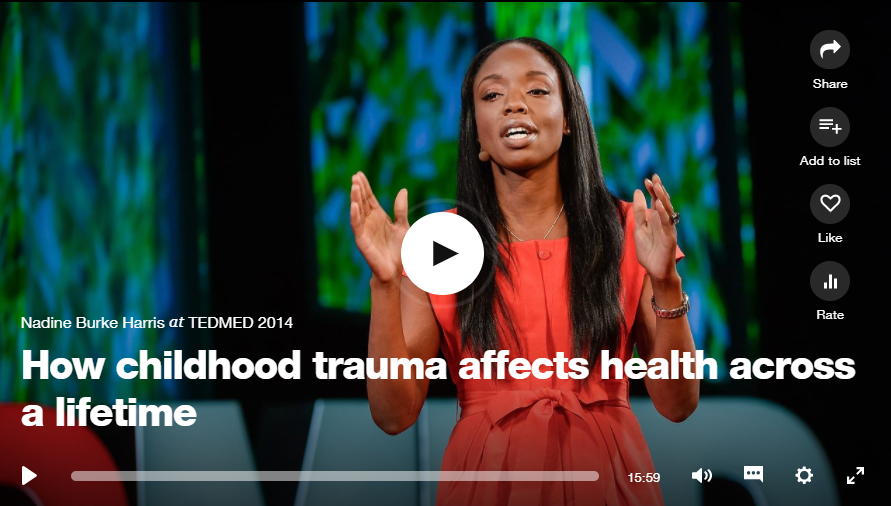 Share
Add to list
Like
Rate
Nadine Burke Harris at TEDMED 2014
How childhood trauma affects health across
a lifetime
15:59